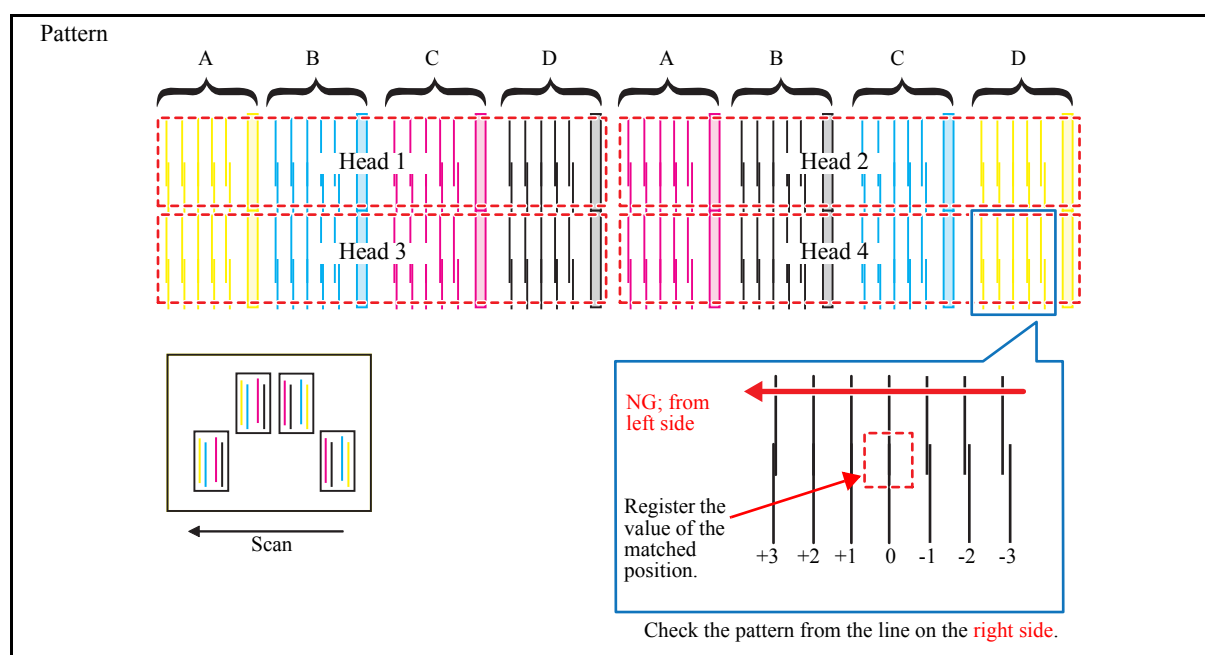 Pattern
A B C D A B C D
Head 1 Head 2
Head 3 Head 4
Scan
NG; from
left side
Register the
value of the
matched
position.
+3 +2 +1 0 -1 -2 -3
Check the pattern from the line on the right side.